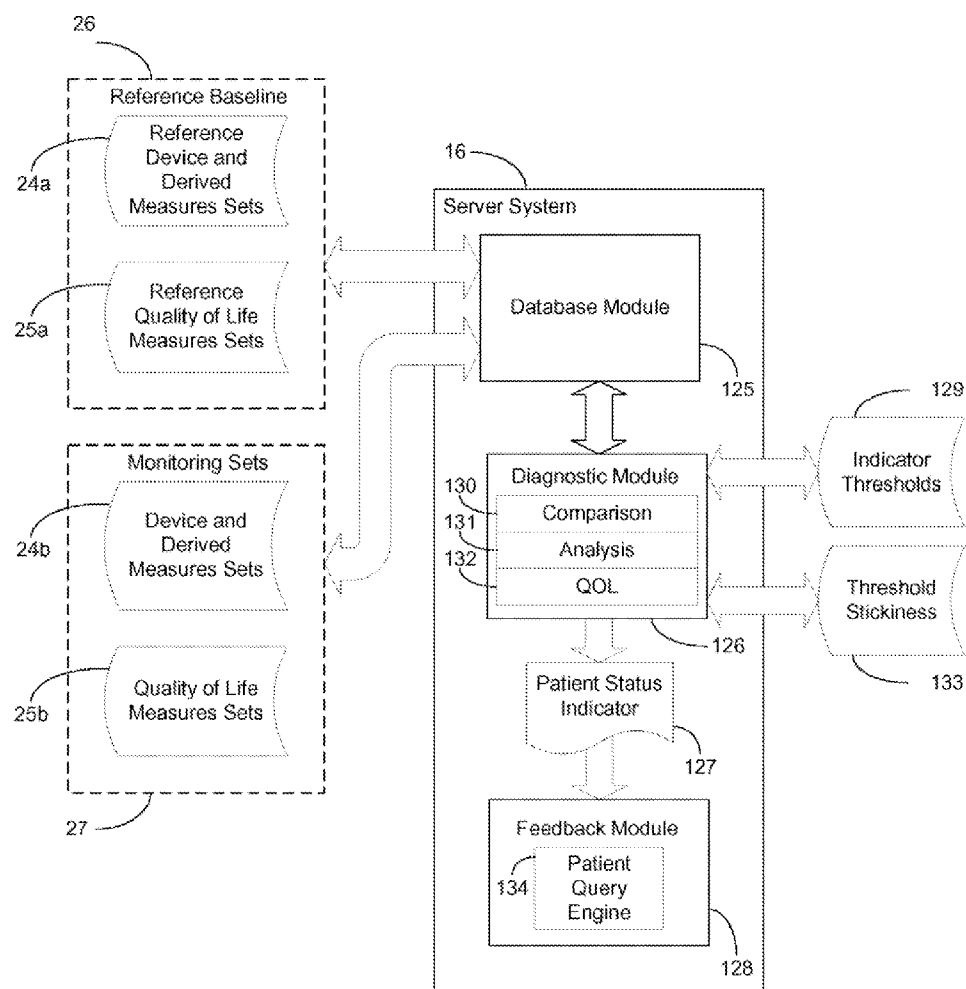 26
Reference Baseline
Reference
Device and
Derived
Measures Sets
24a
Reference
Quality of Life
Measures Sets
25a
Monitoring Sets
Device and
Derived
Measures Sets
24b
Quality of Life
Measures Sets
25b
27
16
Server System
Database Module
125
Diagnostic Module
130
Comparison
131
Analysis
132
QOL
126
129
Indicator
Thresholds
Threshold
Stickiness
133
Patient Status
Indicator
127
Feedback Module
134
Patient
Query
Engine
128